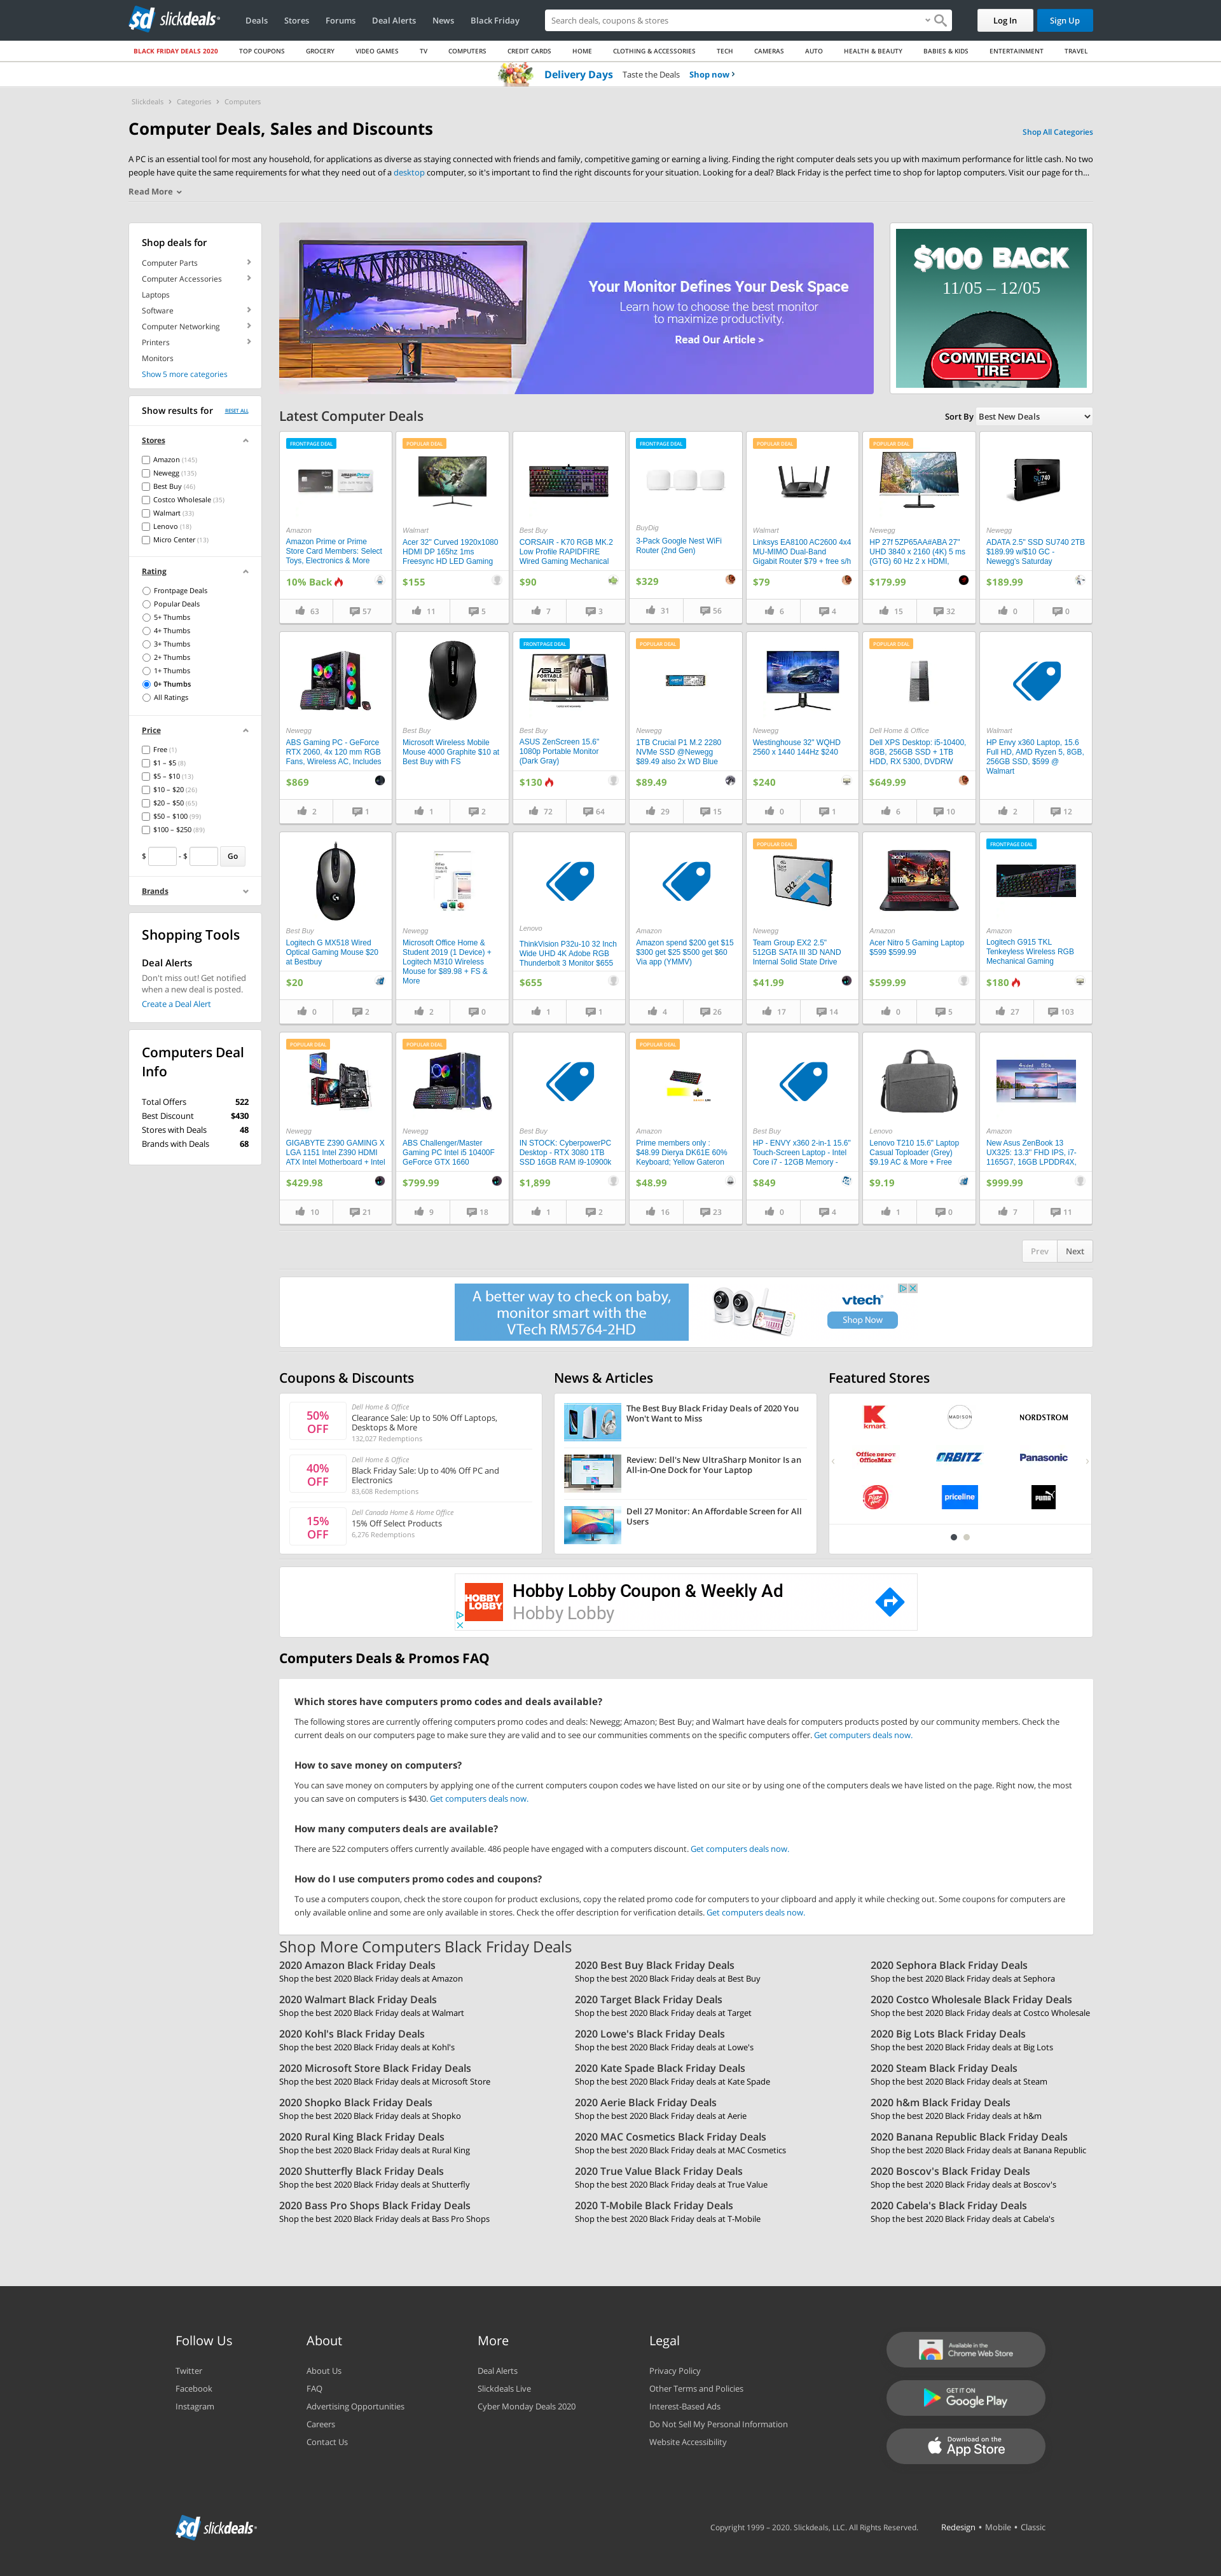 slickdeals
Deals Stores Forums Deal Alerts News Black Friday
Search deals, coupons & stores
Log In Sign Up
BLACK FRIDAY DEALS 2020 TOP COUPONS GROCERY VIDEO GAMES TV COMPUTERS CREDIT CARDS HOME CLOTHING & ACCESSORIES TECH CAMERAS AUTO HEALTH & BEAUTY BABIES & KIDS ENTERTAINMENT TRAVEL
Delivery Days Taste the Deals Shop now
Slickdeals › Categories › Computers
Computer Deals, Sales and Discounts
Shop All Categories
A PC is an essential tool for most any household, for applications as diverse as staying connected with friends and family, competitive gaming or earning a living. Finding the right computer deals sets you up with maximum performance for little cash. No two
people have quite the same requirements for what they need out of a desktop computer, so it's important to find the right discounts for your situation. Looking for a deal? Black Friday is the perfect time to shop for laptop computers. Visit our page for th...
Read More
Shop deals for
Computer Parts
Computer Accessories
Laptops
Software
Computer Networking
Printers
Monitors
Show 5 more categories
Show results for RESET ALL
Stores
Amazon (145)
Newegg (135)
Best Buy (46)
Costco Wholesale (35)
Walmart (33)
Lenovo (18)
Micro Center (13)
Rating
Frontpage Deals
Popular Deals
5+ Thumbs
4+ Thumbs
3+ Thumbs
2+ Thumbs
1+ Thumbs
0+ Thumbs
All Ratings
Price
Free (1)
$1 – $5 (8)
$5 – $10 (13)
$10 – $20 (26)
$20 – $50 (65)
$50 – $100 (99)
$100 – $250 (89)
$ - $ Go
Brands
Shopping Tools
Deal Alerts
Don't miss out! Get notified
when a new deal is posted.
Create a Deal Alert
Computers Deal
Info
Total Offers 522
Best Discount $430
Stores with Deals 48
Brands with Deals 68
Your Monitor Defines Your Desk Space
Learn how to choose the best monitor
to maximize productivity.
Read Our Article >
$100 BACK
11/05 – 12/05
COMMERCIAL
TIRE
Latest Computer Deals
Sort By Best New Deals
FRONTPAGE DEAL
Amazon
Amazon Prime or Prime
Store Card Members: Select
Toys, Electronics & More
10% Back
63 57
POPULAR DEAL
Walmart
Acer 32" Curved 1920x1080
HDMI DP 165hz 1ms
Freesync HD LED Gaming
$155
11 5
Best Buy
CORSAIR - K70 RGB MK.2
Low Profile RAPIDFIRE
Wired Gaming Mechanical
$90
7 3
FRONTPAGE DEAL
BuyDig
3-Pack Google Nest WiFi
Router (2nd Gen)
$329
31 56
POPULAR DEAL
Walmart
Linksys EA8100 AC2600 4x4
MU-MIMO Dual-Band
Gigabit Router $79 + free s/h
$79
6 4
POPULAR DEAL
Newegg
HP 27f 5ZP65AA#ABA 27"
UHD 3840 x 2160 (4K) 5 ms
(GTG) 60 Hz 2 x HDMI,
$179.99
15 32
Newegg
ADATA 2.5" SSD SU740 2TB
$189.99 w/$10 GC -
Newegg's Saturday
$189.99
0 0
Newegg
ABS Gaming PC - GeForce
RTX 2060, 4x 120 mm RGB
Fans, Wireless AC, Includes
$869
2 1
Best Buy
Microsoft Wireless Mobile
Mouse 4000 Graphite $10 at
Best Buy with FS
1 2
FRONTPAGE DEAL
ASUS
PORTABLE
MONITOR
Best Buy
ASUS ZenScreen 15.6"
1080p Portable Monitor
(Dark Gray)
$130
72 64
POPULAR DEAL
Newegg
1TB Crucial P1 M.2 2280
NVMe SSD @Newegg
$89.49 also 2x WD Blue
$89.49
29 15
Newegg
Westinghouse 32" WQHD
2560 x 1440 144Hz $240
$240
0 1
POPULAR DEAL
Dell Home & Office
Dell XPS Desktop: i5-10400,
8GB, 256GB SSD + 1TB
HDD, RX 5300, DVDRW
$649.99
6 10
Walmart
HP Envy x360 Laptop, 15.6
Full HD, AMD Ryzen 5, 8GB,
256GB SSD, $599 @
Walmart
2 12
Best Buy
Logitech G MX518 Wired
Optical Gaming Mouse $20
at Bestbuy
$20
0 2
Newegg
Microsoft Office Home &
Student 2019 (1 Device) +
Logitech M310 Wireless
Mouse for $89.98 + FS &
More
2 0
Lenovo
ThinkVision P32u-10 32 Inch
Wide UHD 4K Adobe RGB
Thunderbolt 3 Monitor $655
$655
1 1
Amazon
Amazon spend $200 get $15
$300 get $25 $500 get $60
Via app (YMMV)
4 26
POPULAR DEAL
EX2
Newegg
Team Group EX2 2.5"
512GB SATA III 3D NAND
Internal Solid State Drive
$41.99
17 14
acer
NITRO
Amazon
Acer Nitro 5 Gaming Laptop
$599 $599.99
$599.99
0 5
FRONTPAGE DEAL
Amazon
Logitech G915 TKL
Tenkeyless Wireless RGB
Mechanical Gaming
$180
27 103
POPULAR DEAL
Newegg
GIGABYTE Z390 GAMING X
LGA 1151 Intel Z390 HDMI
ATX Intel Motherboard + Intel
$429.98
10 21
POPULAR DEAL
Newegg
ABS Challenger/Master
Gaming PC Intel i5 10400F
GeForce GTX 1660
$799.99
9 18
Best Buy
IN STOCK: CyberpowerPC
Desktop - RTX 3080 1TB
SSD 16GB RAM i9-10900k
$1,899
1 2
POPULAR DEAL
Amazon
Prime members only :
$48.99 Dierya DK61E 60%
Keyboard; Yellow Gateron
$48.99
16 23
Best Buy
HP - ENVY x360 2-in-1 15.6"
Touch-Screen Laptop - Intel
Core i7 - 12GB Memory -
$849
0 4
Lenovo
Lenovo T210 15.6" Laptop
Casual Toploader (Grey)
$9.19 AC & More + Free
$9.19
1 0
Amazon
New Asus ZenBook 13
UX325: 13.3" FHD IPS, i7-
1165G7, 16GB LPDDR4X,
$999.99
7 11
Prev Next
A better way to check on baby,
monitor smart with the
VTech RM5764-2HD
vtech
Shop Now
Coupons & Discounts
50%
OFF
Dell Home & Office
Clearance Sale: Up to 50% Off Laptops,
Desktops & More
132,027 Redemptions
40%
OFF
Dell Home & Office
Black Friday Sale: Up to 40% Off PC and
Electronics
83,608 Redemptions
15%
OFF
Dell Canada Home & Home Office
15% Off Select Products
6,276 Redemptions
News & Articles
The Best Buy Black Friday Deals of 2020 You
Won't Want to Miss
Review: Dell's New UltraSharp Monitor Is an
All-in-One Dock for Your Laptop
Dell 27 Monitor: An Affordable Screen for All
Users
Featured Stores
kmart
MADISON
NORDSTROM
Office DEPOT
OfficeMax
ORBITZ
Panasonic
Pizza Hut
priceline
PUMA
Hobby Lobby Coupon & Weekly Ad
HOBBY
LOBBY
Hobby Lobby
Computers Deals & Promos FAQ
Which stores have computers promo codes and deals available?
The following stores are currently offering computers promo codes and deals: Newegg; Amazon; Best Buy; and Walmart have deals for computers products posted by our community members. Check the
current deals on our computers page to make sure they are valid and to see our communities comments on the specific computers offer. Get computers deals now.
How to save money on computers?
You can save money on computers by applying one of the current computers coupon codes we have listed on our site or by using one of the computers deals we have listed on the page. Right now, the most
you can save on computers is $430. Get computers deals now.
How many computers deals are available?
There are 522 computers offers currently available. 486 people have engaged with a computers discount. Get computers deals now.
How do I use computers promo codes and coupons?
To use a computers coupon, check the store coupon for product exclusions, copy the related promo code for computers to your clipboard and apply it while checking out. Some coupons for computers are
only available online and some are only available in stores. Check the offer description for verification details. Get computers deals now.
Shop More Computers Black Friday Deals
2020 Amazon Black Friday Deals
Shop the best 2020 Black Friday deals at Amazon
2020 Best Buy Black Friday Deals
Shop the best 2020 Black Friday deals at Best Buy
2020 Sephora Black Friday Deals
Shop the best 2020 Black Friday deals at Sephora
2020 Walmart Black Friday Deals
Shop the best 2020 Black Friday deals at Walmart
2020 Target Black Friday Deals
Shop the best 2020 Black Friday deals at Target
2020 Costco Wholesale Black Friday Deals
Shop the best 2020 Black Friday deals at Costco Wholesale
2020 Kohl's Black Friday Deals
Shop the best 2020 Black Friday deals at Kohl's
2020 Lowe's Black Friday Deals
Shop the best 2020 Black Friday deals at Lowe's
2020 Big Lots Black Friday Deals
Shop the best 2020 Black Friday deals at Big Lots
2020 Microsoft Store Black Friday Deals
Shop the best 2020 Black Friday deals at Microsoft Store
2020 Kate Spade Black Friday Deals
Shop the best 2020 Black Friday deals at Kate Spade
2020 Steam Black Friday Deals
Shop the best 2020 Black Friday deals at Steam
2020 Shopko Black Friday Deals
Shop the best 2020 Black Friday deals at Shopko
2020 Aerie Black Friday Deals
Shop the best 2020 Black Friday deals at Aerie
2020 h&m Black Friday Deals
Shop the best 2020 Black Friday deals at h&m
2020 Rural King Black Friday Deals
Shop the best 2020 Black Friday deals at Rural King
2020 MAC Cosmetics Black Friday Deals
Shop the best 2020 Black Friday deals at MAC Cosmetics
2020 Banana Republic Black Friday Deals
Shop the best 2020 Black Friday deals at Banana Republic
2020 Shutterfly Black Friday Deals
Shop the best 2020 Black Friday deals at Shutterfly
2020 True Value Black Friday Deals
Shop the best 2020 Black Friday deals at True Value
2020 Boscov's Black Friday Deals
Shop the best 2020 Black Friday deals at Boscov's
2020 Bass Pro Shops Black Friday Deals
Shop the best 2020 Black Friday deals at Bass Pro Shops
2020 T-Mobile Black Friday Deals
Shop the best 2020 Black Friday deals at T-Mobile
2020 Cabela's Black Friday Deals
Shop the best 2020 Black Friday deals at Cabela's
Follow Us
Twitter
Facebook
Instagram
About
About Us
FAQ
Advertising Opportunities
Careers
Contact Us
More
Deal Alerts
Slickdeals Live
Cyber Monday Deals 2020
Legal
Privacy Policy
Other Terms and Policies
Interest-Based Ads
Do Not Sell My Personal Information
Website Accessibility
Available in the
Chrome Web Store
GET IT ON
Google Play
Download on the
App Store
slickdeals
Copyright 1999 – 2020. Slickdeals, LLC. All Rights Reserved. Redesign • Mobile • Classic